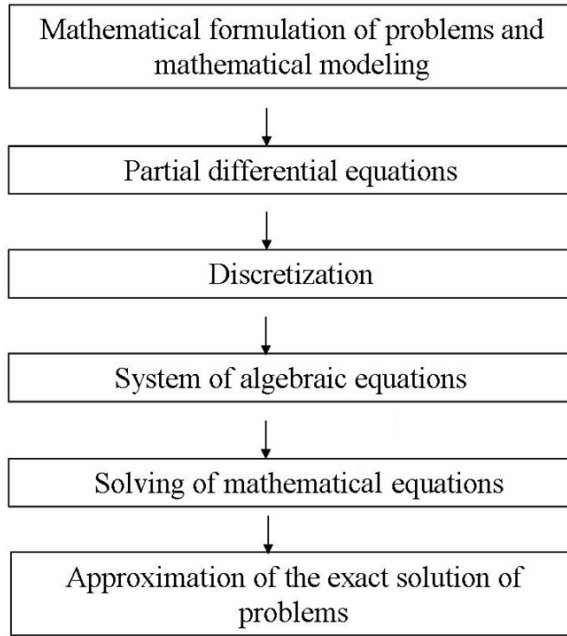 Mathematical formulation of problems and
mathematical modeling
Partial differential equations
Discretization
System of algebraic equations
Solving of mathematical equations
Approximation of the exact solution of
problems